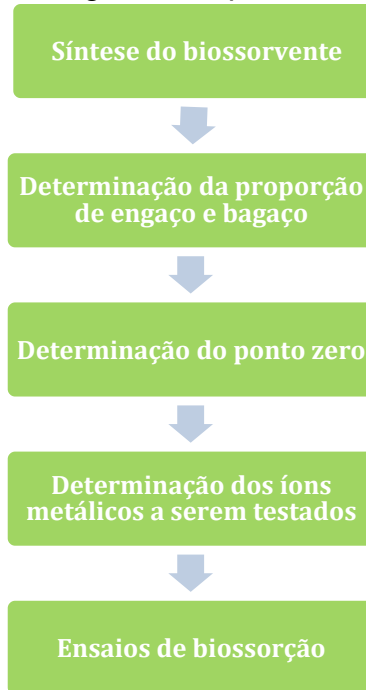 Síntese do biossorvente
Determinação da proporção
de engaço e bagaço
Determinação do ponto zero
Determinação dos íons
metálicos a serem testados
Ensaios de biossorção